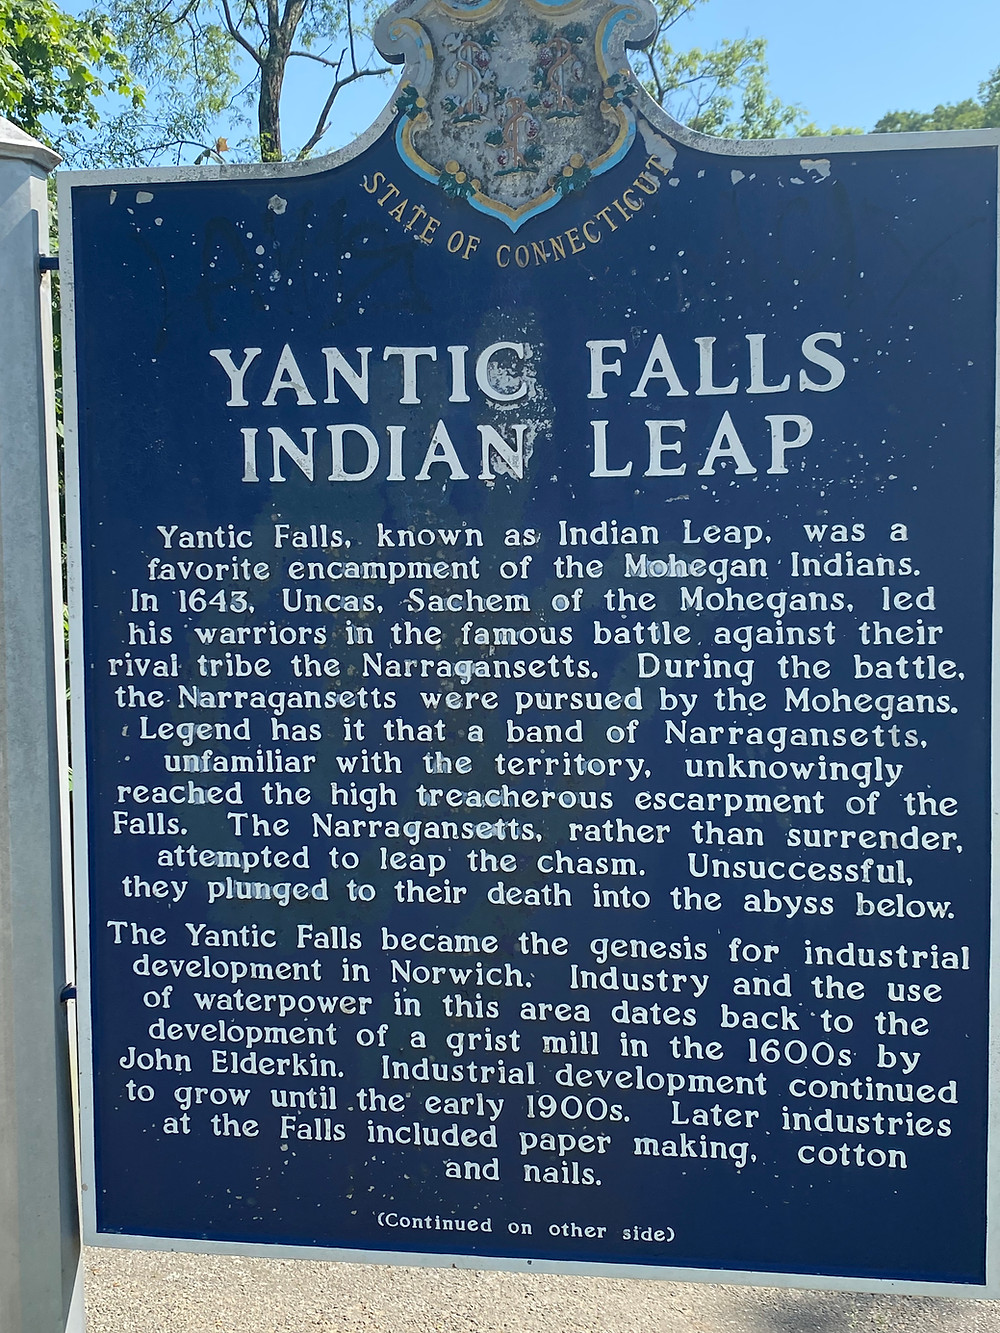 STATE OF CONNECTICUT
YANTIC FALLS
INDIAN LEAP
Yantic Falls, known as Indian Leap, was a
favorite encampment of the Mohegan Indians.
In 1643, Uncas, Sachem of the Mohegans, led
his warriors in the famous battle against their
rival tribe the Narragansetts. During the battle,
the Narragansetts were pursued by the Mohegans.
Legend has it that a band of Narragansetts,
unfamiliar with the territory, unknowingly
reached the high treacherous escarpment of the
Falls. The Narragansetts, rather than surrender,
attempted to leap the chasm. Unsuccessful,
they plunged to their death into the abyss below.
The Yantic Falls became the genesis for industrial
development in Norwich. Industry and the use
of waterpower in this area dates back to the
development of a grist mill in the 1600s by
John Elderkin. Industrial development continued
to grow until the early 1900s. Later industries
at the Falls included paper making, cotton
and nails.
(Continued on other side)